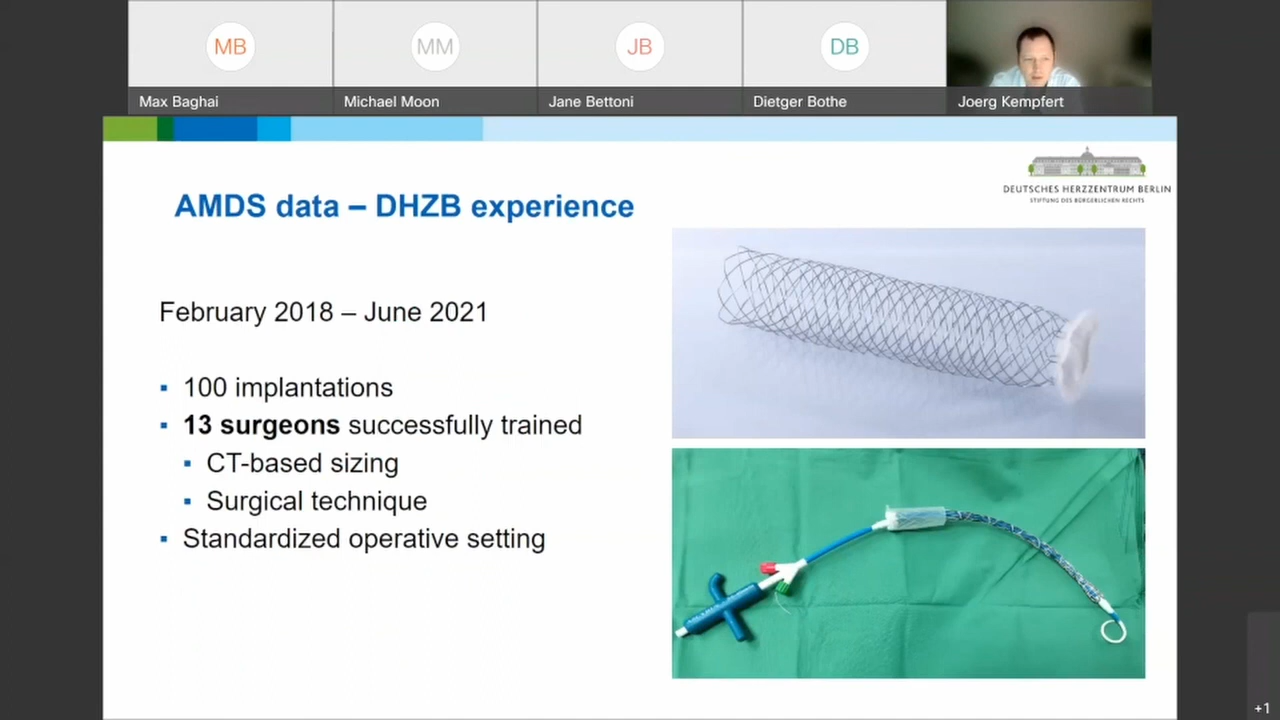 MB
MM
JB
DB
Max Baghai
Michael Moon
Jane Bettoni
Dietger Bothe
Joerg Kempfert
DEUTSCHES HERZZENTRUM BERLIN
STIFTUNG DES BÜRGERLICHEN RECHTS
AMDS data – DHZB experience
February 2018 – June 2021
▪ 100 implantations
▪ 13 surgeons successfully trained
▪ CT-based sizing
▪ Surgical technique
▪ Standardized operative setting
+1